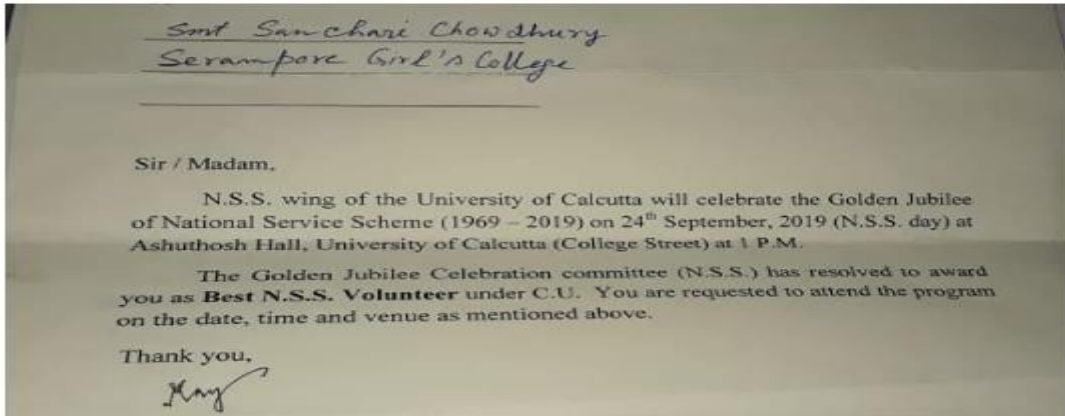 Smt Sanchari Chowdhury
Serampore Girl's College
Sir / Madam,
N.S.S. wing of the University of Calcutta will celebrate the Golden Jubilee
of National Service Scheme (1969 – 2019) on 24th September, 2019 (N.S.S. day) at
Ashuthosh Hall, University of Calcutta (College Street) at 1 P.M.
The Golden Jubilee Celebration committee (N.S.S.) has resolved to award
you as Best N.S.S. Volunteer under C.U. You are requested to attend the program
on the date, time and venue as mentioned above.
Thank you,